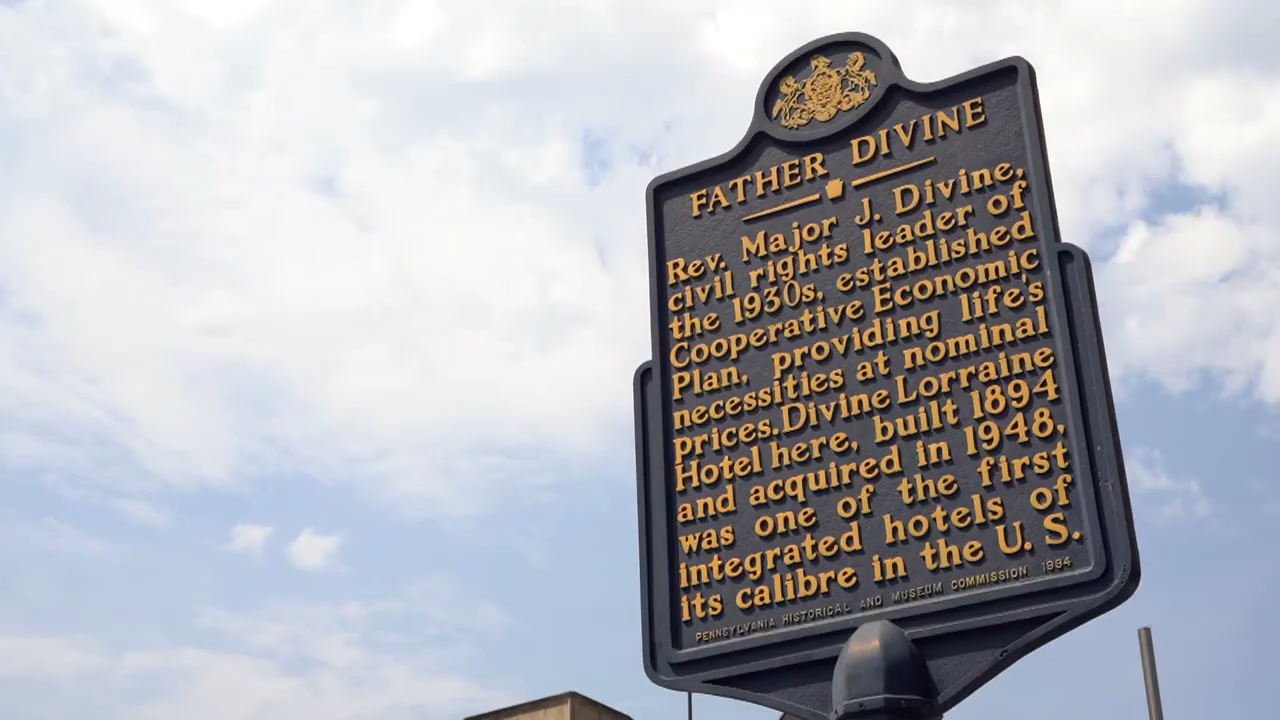 FATHER DIVINE
Rev. Major J. Divine,
civil rights leader of
the 1930s, established
Cooperative Economic
Plan, providing life's
necessities at nominal
prices. Divine Lorraine
Hotel here, built 1894
and acquired in 1948,
was one of the first
integrated hotels of
its calibre in the U. S.
PENNSYLVANIA HISTORICAL AND MUSEUM COMMISSION 1994